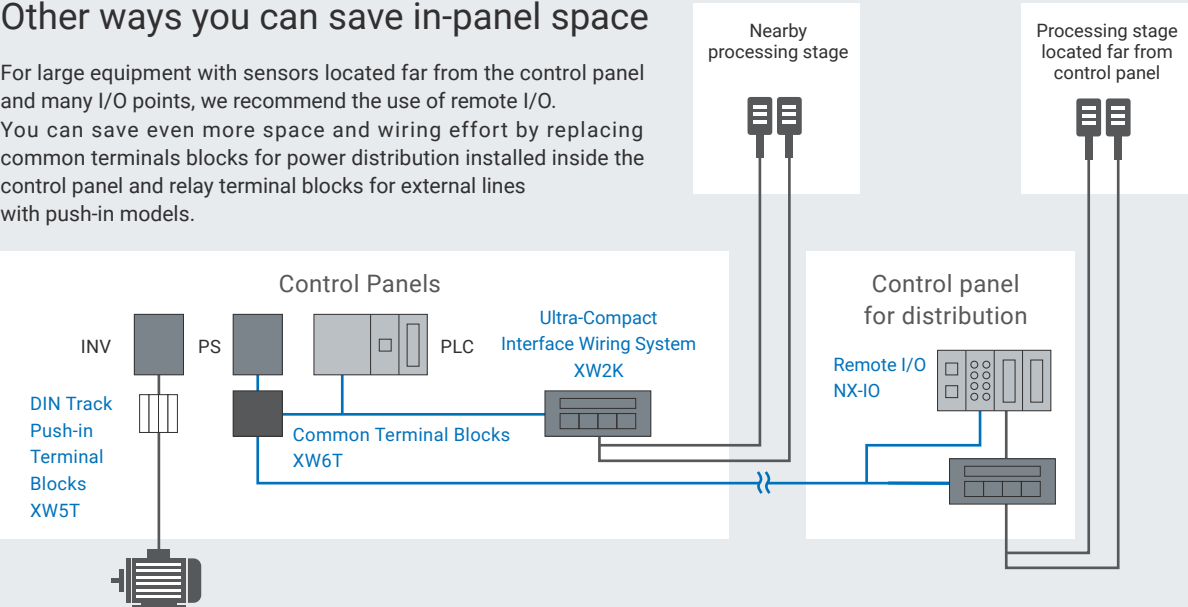 Other ways you can save in-panel space
For large equipment with sensors located far from the control panel
and many I/O points, we recommend the use of remote I/O.
You can save even more space and wiring effort by replacing
common terminals blocks for power distribution installed inside the
control panel and relay terminal blocks for external lines
with push-in models.
Nearby
processing stage
Processing stage
located far from
control panel
Control Panels
INV
PS
PLC
Ultra-Compact
Interface Wiring System
XW2K
DIN Track
Push-in
Terminal
Blocks
XW5T
Common Terminal Blocks
XW6T
Control panel
for distribution
Remote I/O
NX-IO